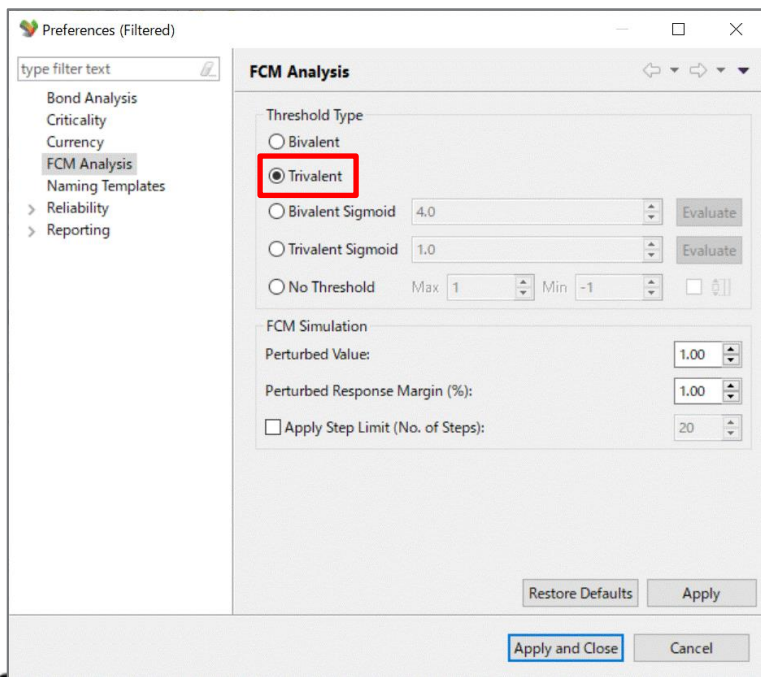 Preferences (Filtered)
type filter text
Bond Analysis
Criticality
Currency
FCM Analysis
Naming Templates
Reliability
Reporting
FCM Analysis
Threshold Type
Bivalent
Trivalent
Bivalent Sigmoid 4.0 Evaluate
Trivalent Sigmoid 1.0 Evaluate
No Threshold Max 1 Min -1
FCM Simulation
Perturbed Value: 1.00
Perturbed Response Margin (%): 1.00
Apply Step Limit (No. of Steps): 20
Restore Defaults Apply
Apply and Close Cancel